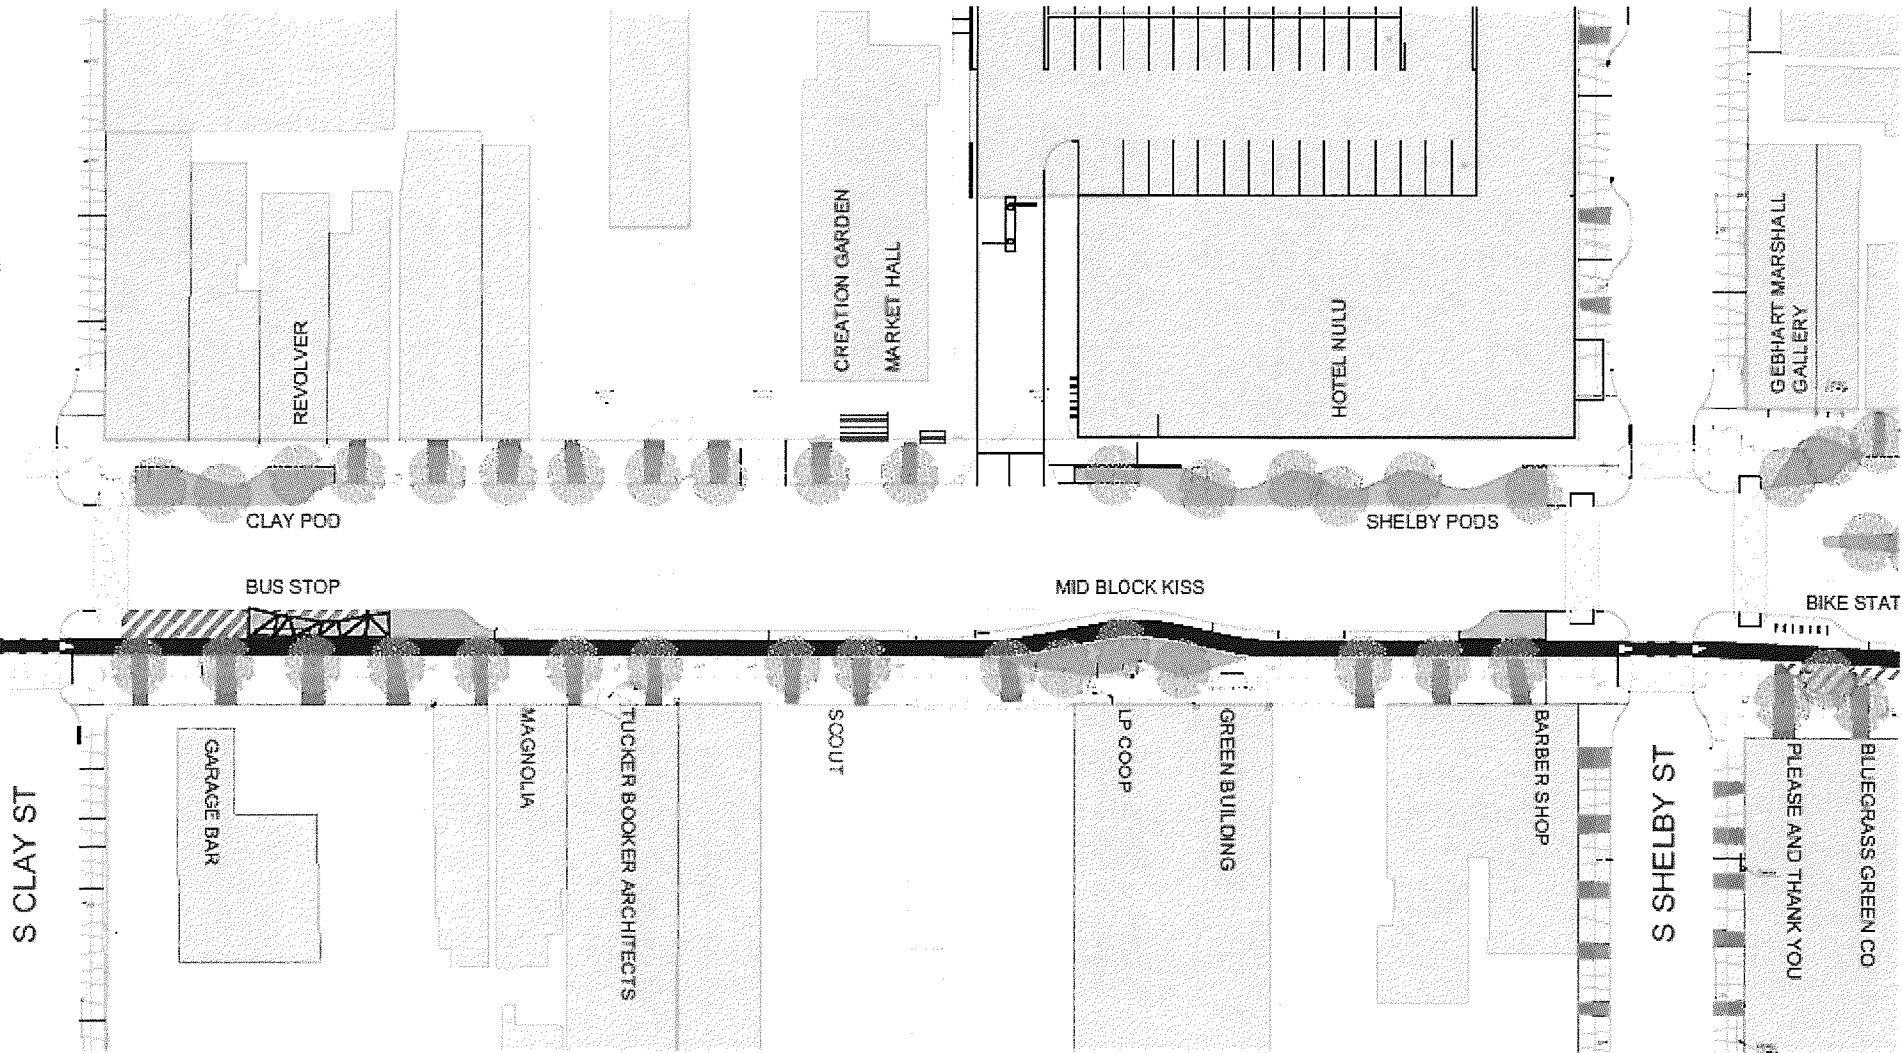 REVOLVER
CREATION GARDEN
MARKET HALL
HOTEL NULU
GEBHART MARSHALL
GALLERY
CLAY POD
SHELBY PODS
BUS STOP
MID BLOCK KISS
BIKE STAT
GARAGE BAR
MAGNOLIA
TUCKER BOOKER ARCHITECTS
SCOUT
LP COOP
GREEN BUILDING
BARBER SHOP
PLEASE AND THANK YOU
BLUEGRASS GREEN CO
S CLAY ST
S SHELBY ST